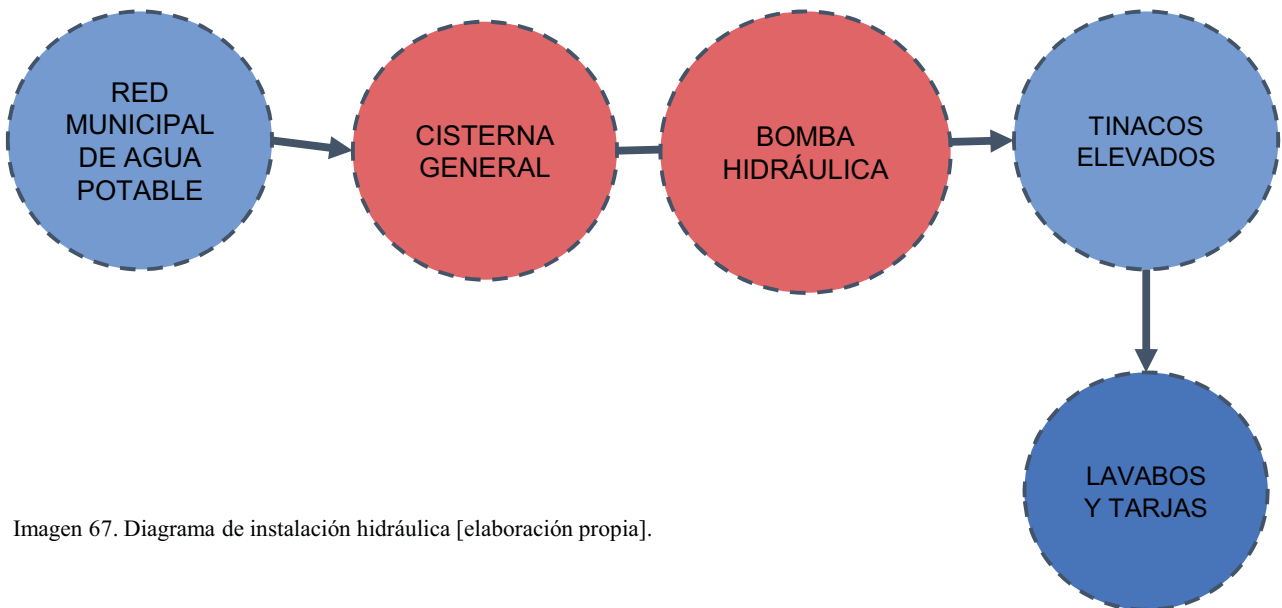 RED
MUNICIPAL
DE AGUA
POTABLE
CISTERNA
GENERAL
BOMBA
HIDRÁULICA
TINACOS
ELEVADOS
LAVABOS
Y TARJAS
Imagen 67. Diagrama de instalación hidráulica [elaboración propia].